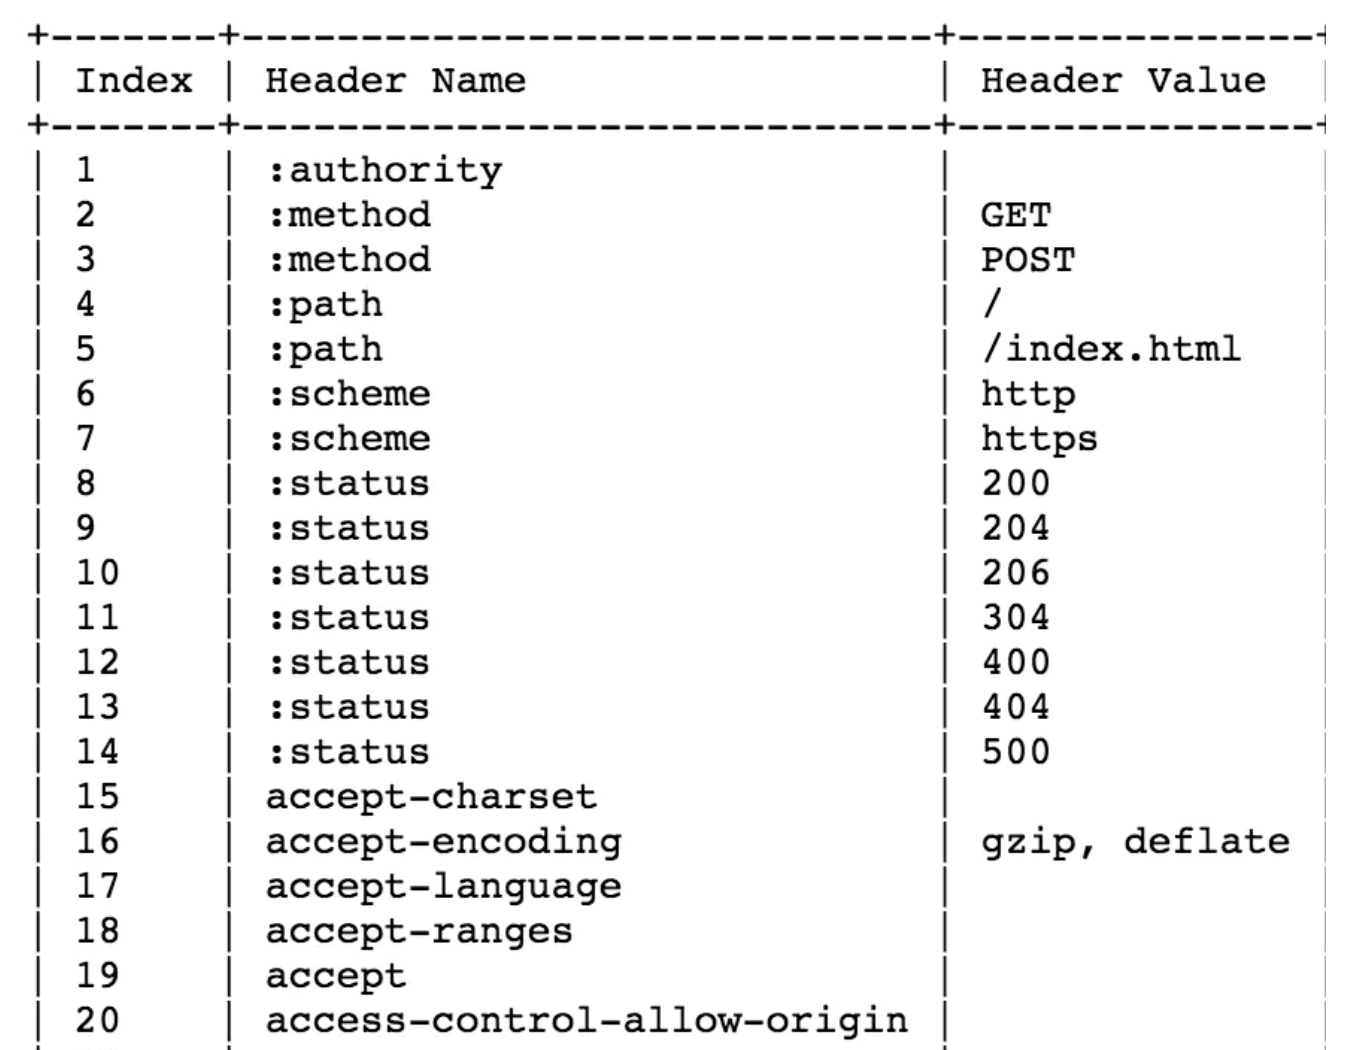 +-------+-----------------------------+---------------+
| Index | Header Name | Header Value |
+-------+-----------------------------+---------------+
| 1 | :authority | |
| 2 | :method | GET |
| 3 | :method | POST |
| 4 | :path | / |
| 5 | :path | /index.html |
| 6 | :scheme | http |
| 7 | :scheme | https |
| 8 | :status | 200 |
| 9 | :status | 204 |
| 10 | :status | 206 |
| 11 | :status | 304 |
| 12 | :status | 400 |
| 13 | :status | 404 |
| 14 | :status | 500 |
| 15 | accept-charset | |
| 16 | accept-encoding | gzip, deflate |
| 17 | accept-language | |
| 18 | accept-ranges | |
| 19 | accept | |
| 20 | access-control-allow-origin | |